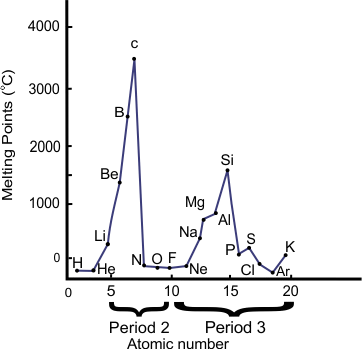 Melting Points (°C)
4000
3000
2000
1000
0
c
B
Be
Li
H
He
N
O
F
Ne
Na
Mg
Al
Si
P
S
Cl
Ar
K
0
5
10
15
20
Period 2
Period 3
Atomic number